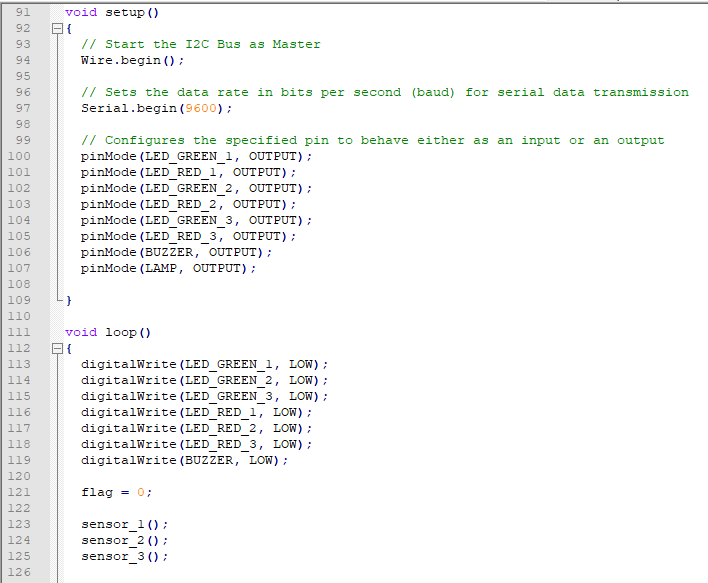 91 void setup()
92 {
93 // Start the I2C Bus as Master
94 Wire.begin();
95
96 // Sets the data rate in bits per second (baud) for serial data transmission
97 Serial.begin(9600);
98
99 // Configures the specified pin to behave either as an input or an output
100 pinMode(LED_GREEN_1, OUTPUT);
101 pinMode(LED_RED_1, OUTPUT);
102 pinMode(LED_GREEN_2, OUTPUT);
103 pinMode(LED_RED_2, OUTPUT);
104 pinMode(LED_GREEN_3, OUTPUT);
105 pinMode(LED_RED_3, OUTPUT);
106 pinMode(BUZZER, OUTPUT);
107 pinMode(LAMP, OUTPUT);
108
109 }
110
111 void loop()
112 {
113 digitalWrite(LED_GREEN_1, LOW);
114 digitalWrite(LED_GREEN_2, LOW);
115 digitalWrite(LED_GREEN_3, LOW);
116 digitalWrite(LED_RED_1, LOW);
117 digitalWrite(LED_RED_2, LOW);
118 digitalWrite(LED_RED_3, LOW);
119 digitalWrite(BUZZER, LOW);
120
121 flag = 0;
122
123 sensor_1();
124 sensor_2();
125 sensor_3();
126